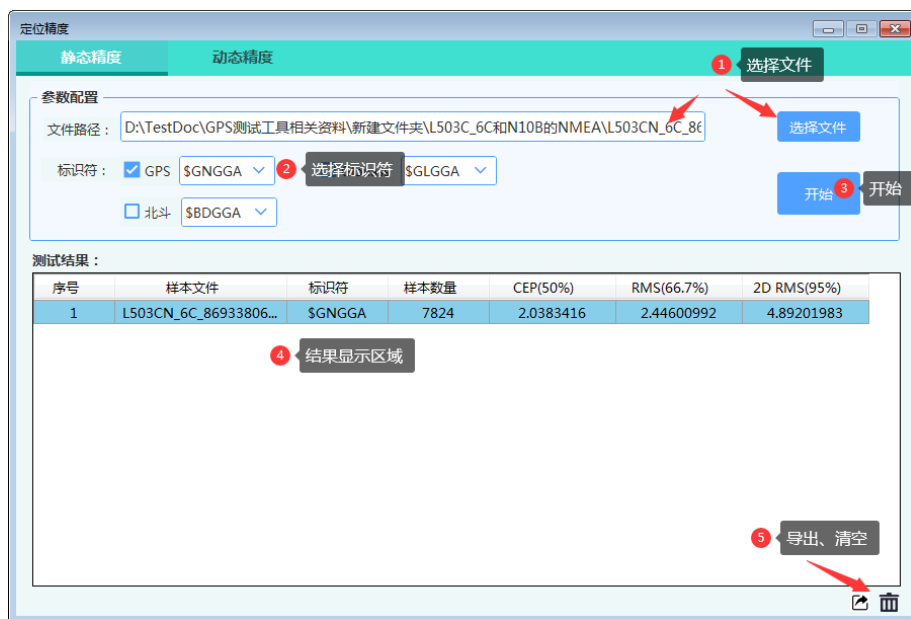 定位精度
静态精度 动态精度
1 选择文件
参数配置
文件路径： D:\TestDoc\GPS测试工具相关资料\新建文件夹\L503C_6C和N10B的NMEA\L503CN_6C_86 选择文件
标识符： GPS $GNGGA 2 选择标识符 $GLGGA
开始 3 开始
北斗 $BDGGA
测试结果：
序号 样本文件 标识符 样本数量 CEP(50%) RMS(66.7%) 2D RMS(95%)
1 L503CN_6C_86933806... $GNGGA 7824 2.0383416 2.44600992 4.89201983
4 结果显示区域
5 导出、清空